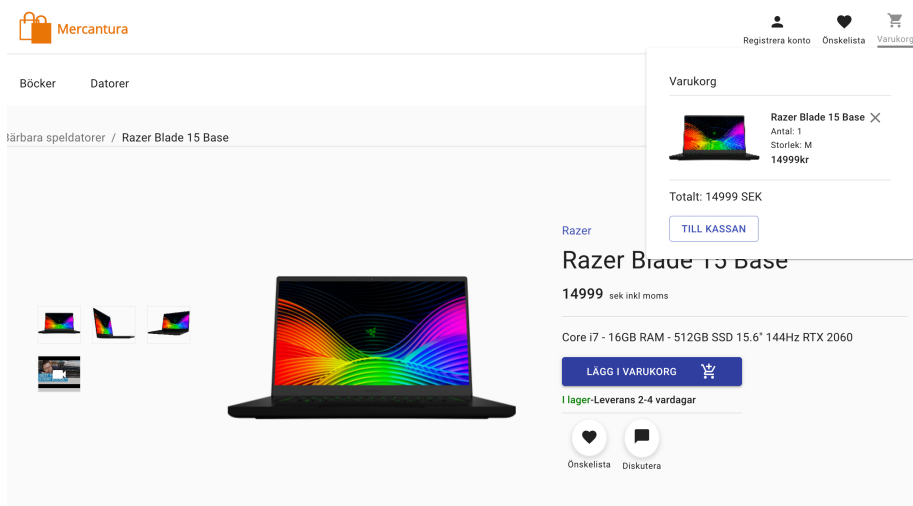 Mercantura
Registrera konto
Önskelista
Varukorg
Böcker
Datorer
Varukorg
Razer Blade 15 Base
Antal: 1
Storlek: M
14999kr
Totalt: 14999 SEK
TILL KASSAN
Bärbara speldatorer / Razer Blade 15 Base
Razer
Razer Blade 15 Base
14999 sek inkl moms
Core i7 - 16GB RAM - 512GB SSD 15.6" 144Hz RTX 2060
LÄGG I VARUKORG
I lager-Leverans 2-4 vardagar
Önskelista
Diskutera